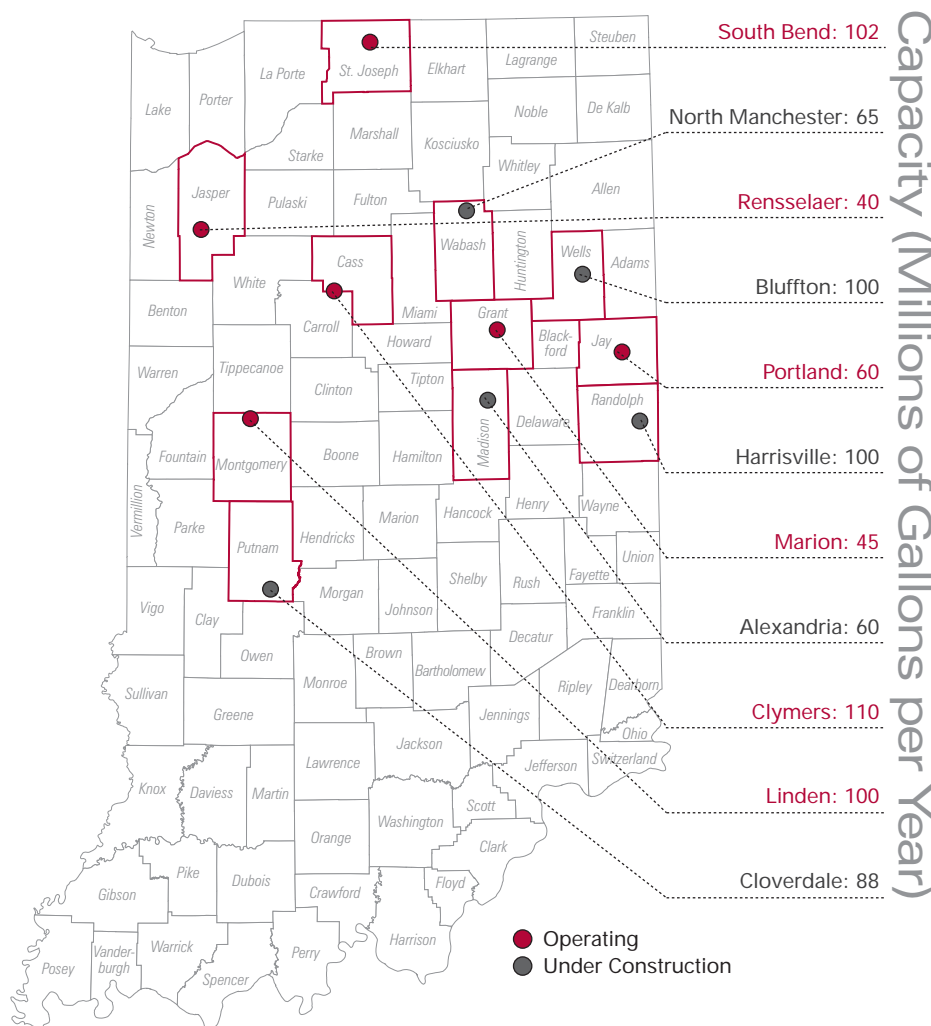 South Bend: 102
North Manchester: 65
Rensselaer: 40
Bluffton: 100
Portland: 60
Harrisville: 100
Marion: 45
Alexandria: 60
Clymers: 110
Linden: 100
Cloverdale: 88
Capacity (Millions of Gallons per Year)
Steuben
La Porte
St. Joseph
Elkhart
Lagrange
Lake
Porter
Noble
De Kalb
Marshall
Kosciusko
Starke
Whitley
Jasper
Pulaski
Fulton
Allen
Newton
Wabash
Huntington
Wells
Adams
Cass
White
Benton
Miami
Grant
Carroll
Howard
Black-
ford
Jay
Warren
Tippecanoe
Clinton
Tipton
Randolph
Madison
Delaware
Fountain
Montgomery
Boone
Hamilton
Vermillion
Parke
Hancock
Henry
Wayne
Marion
Hendricks
Putnam
Union
Fayette
Shelby
Rush
Morgan
Vigo
Clay
Johnson
Franklin
Decatur
Owen
Brown
Bartholomew
Monroe
Sullivan
Greene
Ripley
Dearborn
Jennings
Ohio
Jackson
Lawrence
Jefferson
Switzerland
Knox
Daviess
Martin
Scott
Washington
Orange
Clark
Pike
Dubois
Gibson
Crawford
Floyd
Harrison
Warrick
Perry
Vander-
burgh
Posey
Spencer
Operating
Under Construction